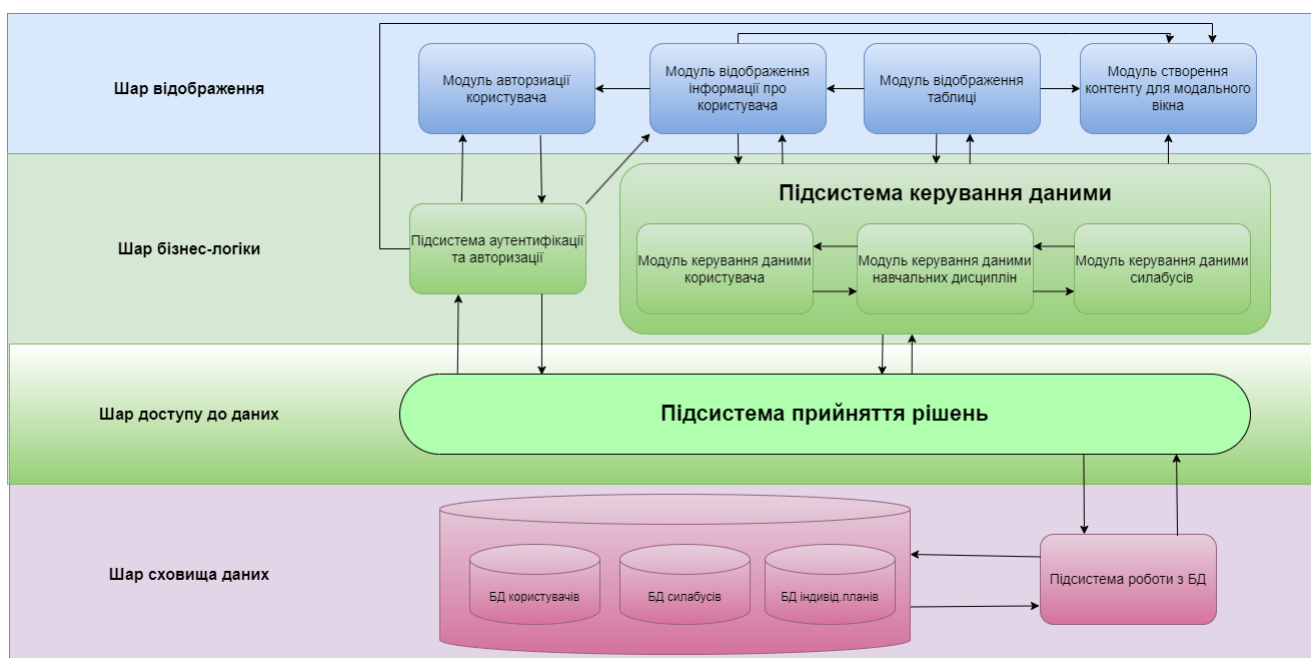 Шар відображення
Модуль авторзиації
користувача
Модуль відображення
інформації про
користувача
Модуль відображення
таблиці
Модуль створення
контенту для модального
вікна
Шар бізнес-логіки
Підсистема аутентифікації
та авторизації
Підсистема керування даними
Модуль керування даними
користувача
Модуль керування даними
навчальних дисциплін
Модуль керування даними
силабусів
Шар доступу до даних
Підсистема прийняття рішень
Шар сховища даних
БД користувачів
БД силабусів
БД індивід.планів
Підсистема роботи з БД